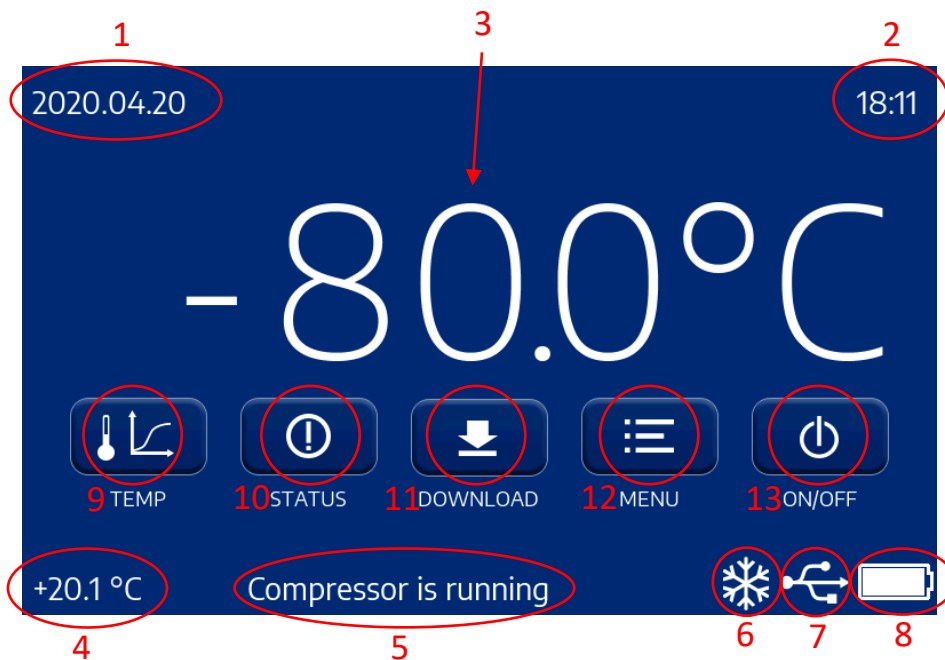 1 3 2
2020.04.20 18:11
-80.0°C
9 TEMP 10 STATUS 11 DOWNLOAD 12 MENU 13 ON/OFF
+20.1 °C Compressor is running
4 5 6 7 8